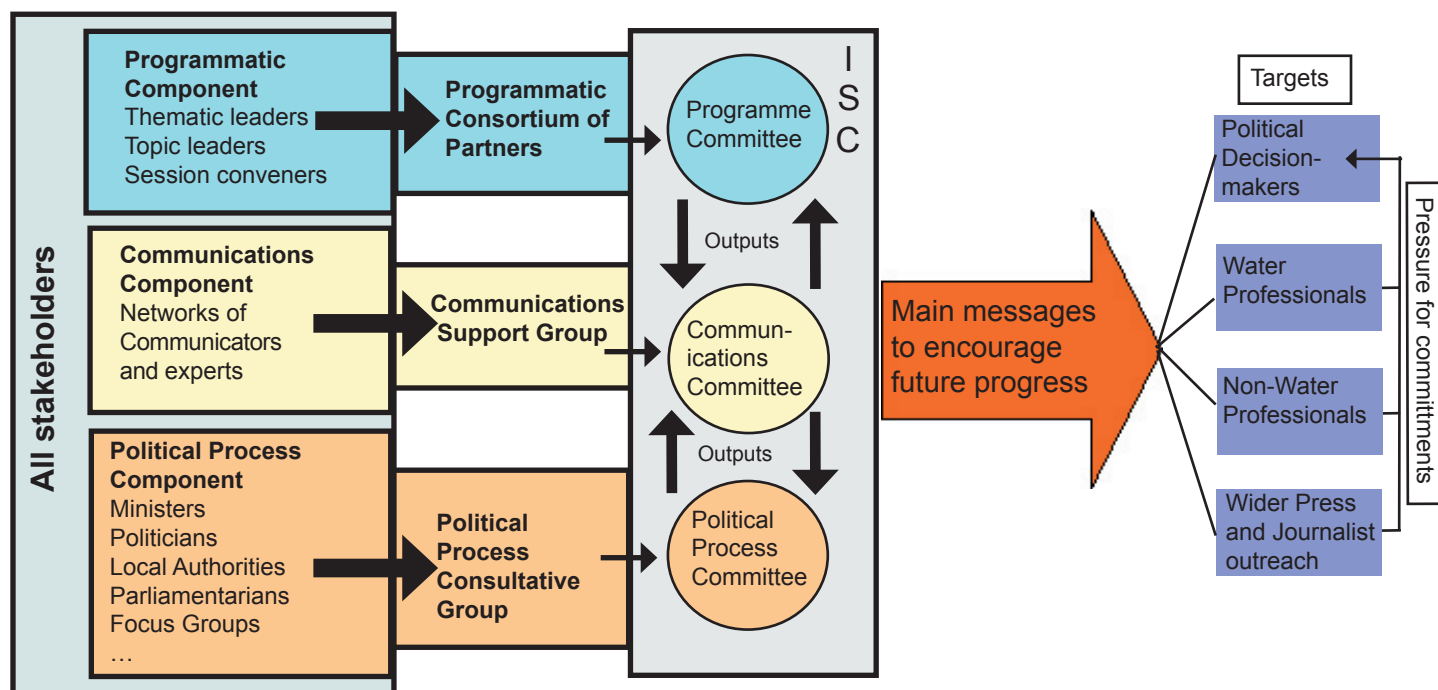 All stakeholders
Programmatic
Component
Thematic leaders
Topic leaders
Session conveners
Communications
Component
Networks of
Communicators
and experts
Political Process
Component
Ministers
Politicians
Local Authorities
Parliamentarians
Focus Groups
…
Programmatic
Consortium of
Partners
Communications
Support Group
Political
Process
Consultative
Group
I
S
C
Programme
Committee
Outputs
Commun-
ications
Committee
Outputs
Political
Process
Committee
Main messages
to encourage
future progress
Targets
Political
Decision-
makers
Water
Professionals
Non-Water
Professionals
Wider Press
and Journalist
outreach
Pressure for committments